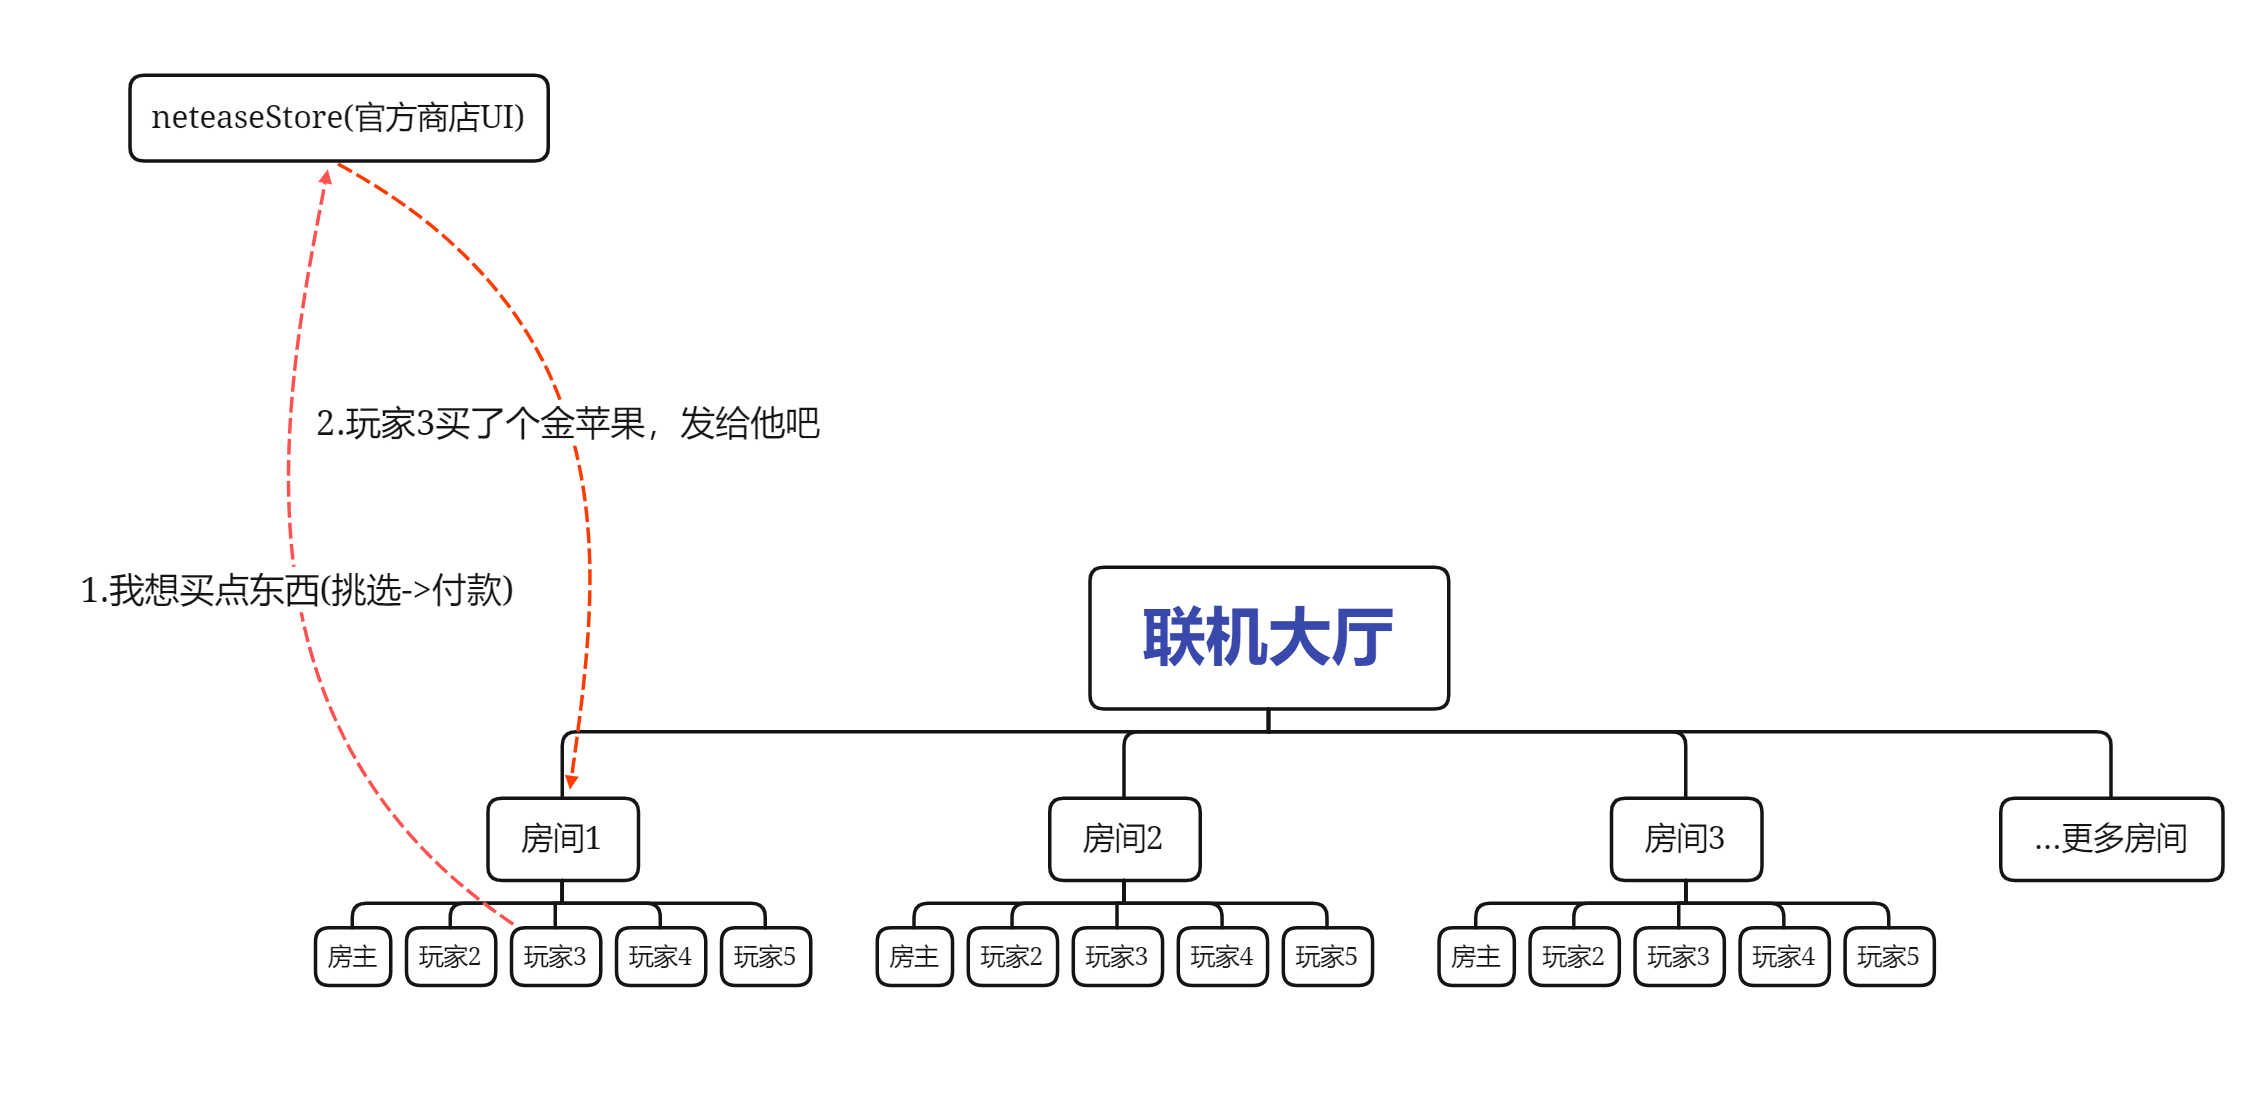 neteaseStore(官方商店UI)
2.玩家3买了个金苹果，发给他吧
1.我想买点东西(挑选->付款)
联机大厅
房间1
房间2
房间3
...更多房间
房主
玩家2
玩家3
玩家4
玩家5
房主
玩家2
玩家3
玩家4
玩家5
房主
玩家2
玩家3
玩家4
玩家5